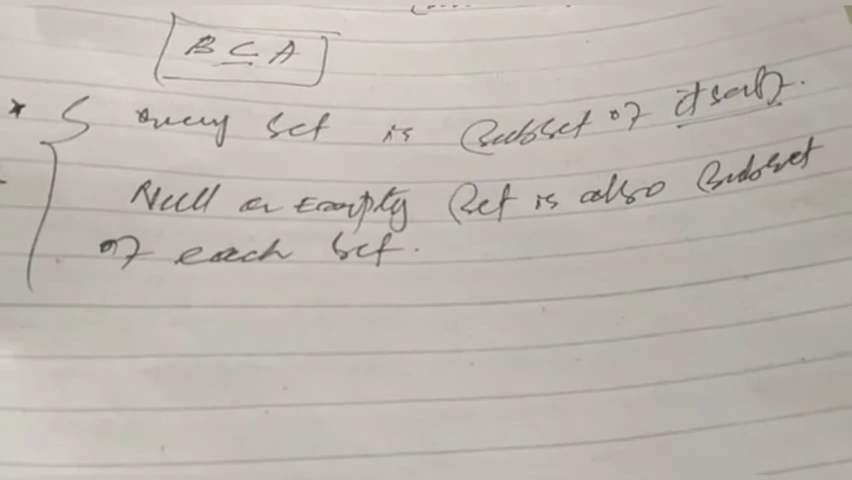 B ⊆ A
* every set is subset of itself.
Null or Empty set is also subset
of each set.